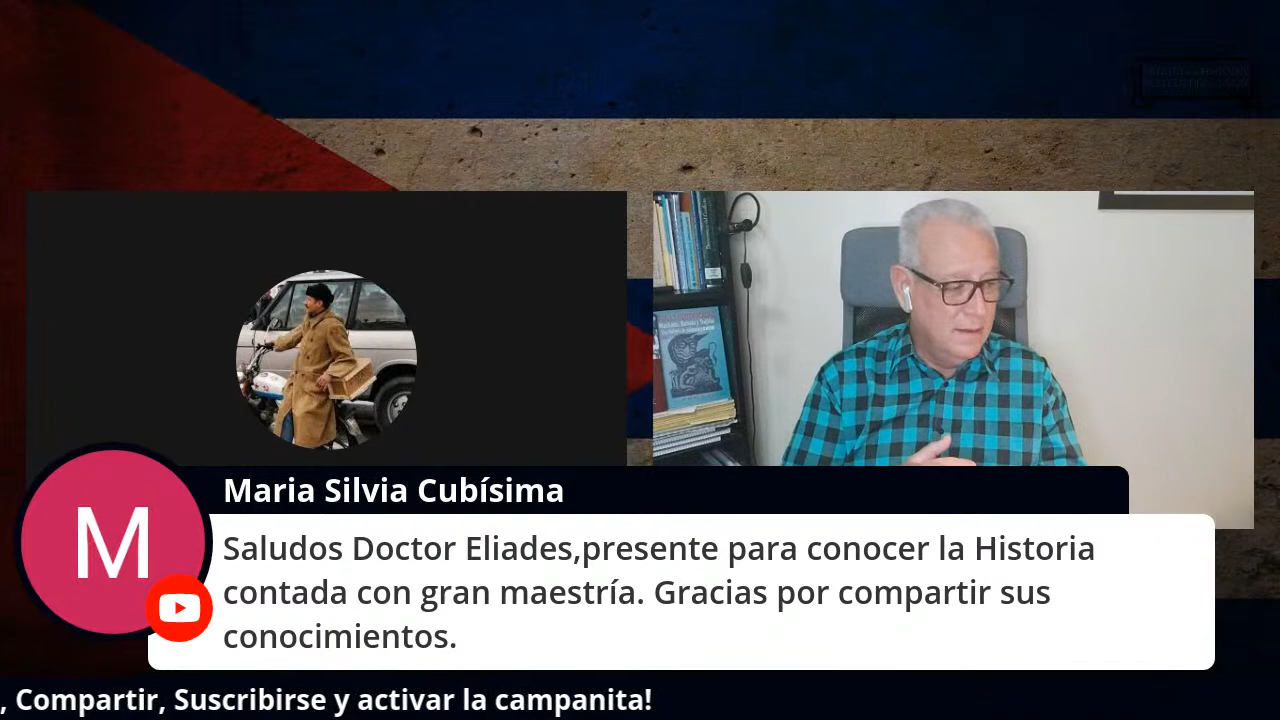 Maria Silvia Cubísima
Saludos Doctor Eliades,presente para conocer la Historia
contada con gran maestría. Gracias por compartir sus
conocimientos.
M
, Compartir, Suscribirse y activar la campanita!